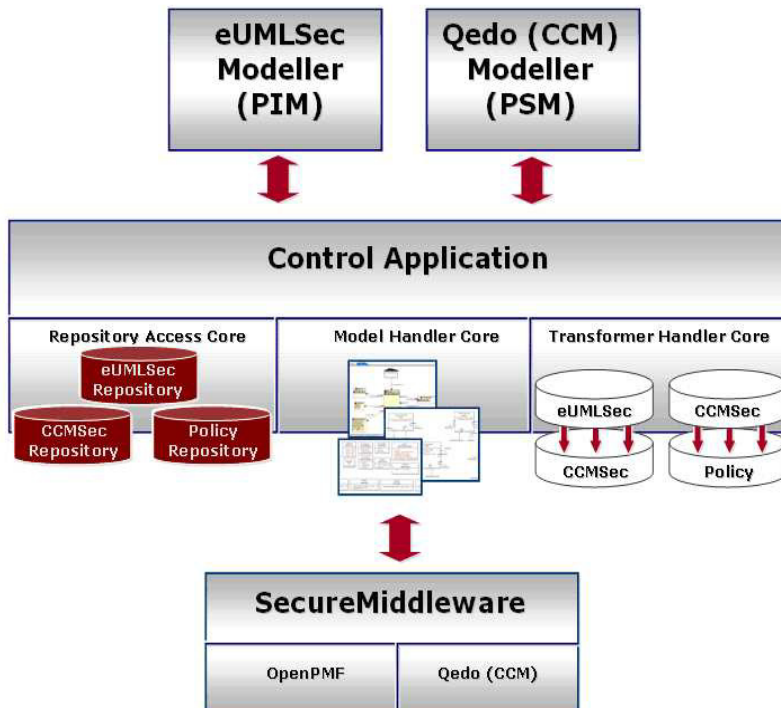 eUMLSec
Modeller
(PIM)
Qedo (CCM)
Modeller
(PSM)
Control Application
Repository Access Core
Model Handler Core
Transformer Handler Core
eUMLSec
Repository
CCMSec
Repository
Policy
Repository
eUMLSec
CCMSec
CCMSec
Policy
SecureMiddleware
OpenPMF
Qedo (CCM)